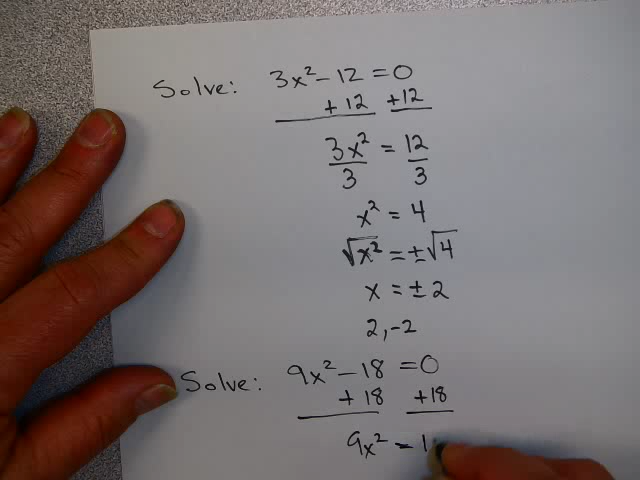 Solve: 3x² - 12 = 0
+ 12 + 12
3x²/3 = 12/3
x² = 4
√x² = ±√4
x = ± 2
2, -2
Solve: 9x² - 18 = 0
+ 18 + 18
9x² = 1